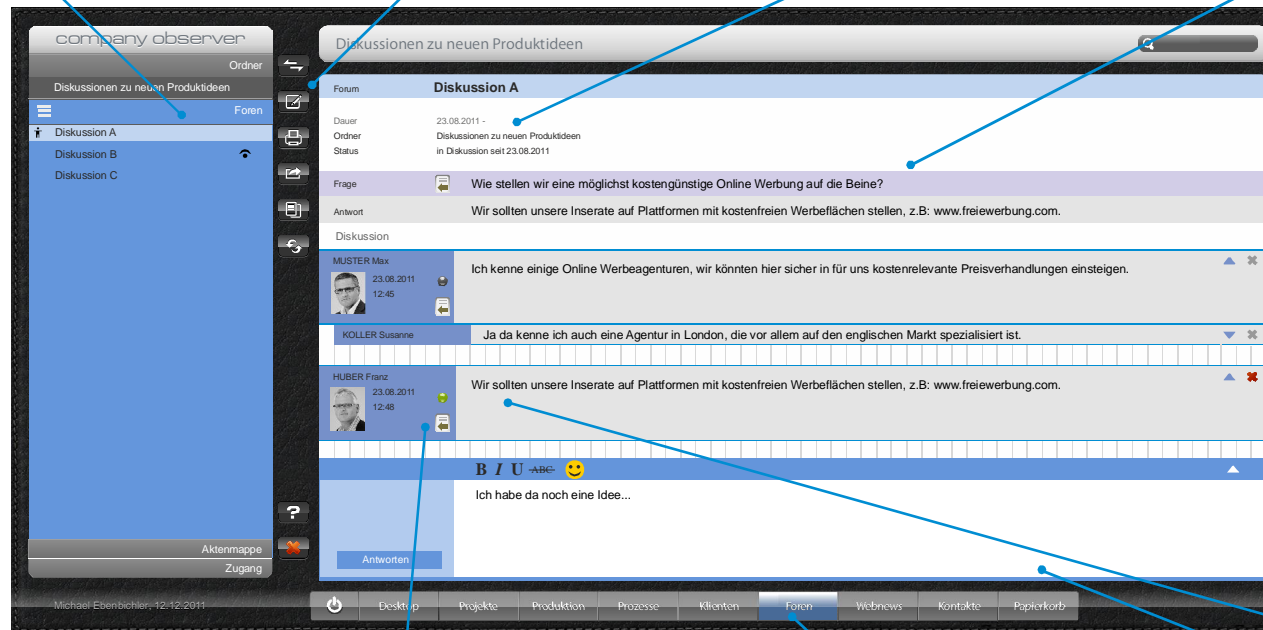 company observer
Ordner
Diskussionen zu neuen Produktideen
Foren
Diskussion A
Diskussion B
Diskussion C
Aktenmappe
Zugang
Michael Ebenbichler, 12.12.2011
Diskussionen zu neuen Produktideen
Forum Diskussion A
Dauer 23.08.2011 -
Ordner Diskussionen zu neuen Produktideen
Status in Diskussion seit 23.08.2011
Frage Wie stellen wir eine möglichst kostengünstige Online Werbung auf die Beine?
Antwort Wir sollten unsere Inserate auf Plattformen mit kostenfreien Werbeflächen stellen, z.B: www.freiewerbung.com.
Diskussion
MUSTER Max
23.08.2011
12:45
Ich kenne einige Online Werbeagenturen, wir könnten hier sicher in für uns kostenrelevante Preisverhandlungen einsteigen.
KOLLER Susanne Ja da kenne ich auch eine Agentur in London, die vor allem auf den englischen Markt spezialisiert ist.
HUBER Franz
23.08.2011
12:48
Wir sollten unsere Inserate auf Plattformen mit kostenfreien Werbeflächen stellen, z.B: www.freiewerbung.com.
B I U ABC
Ich habe da noch eine Idee...
Antworten
?
Desktop Projekte Produktion Prozesse Klienten Foren Webnews Kontakte Papierkorb